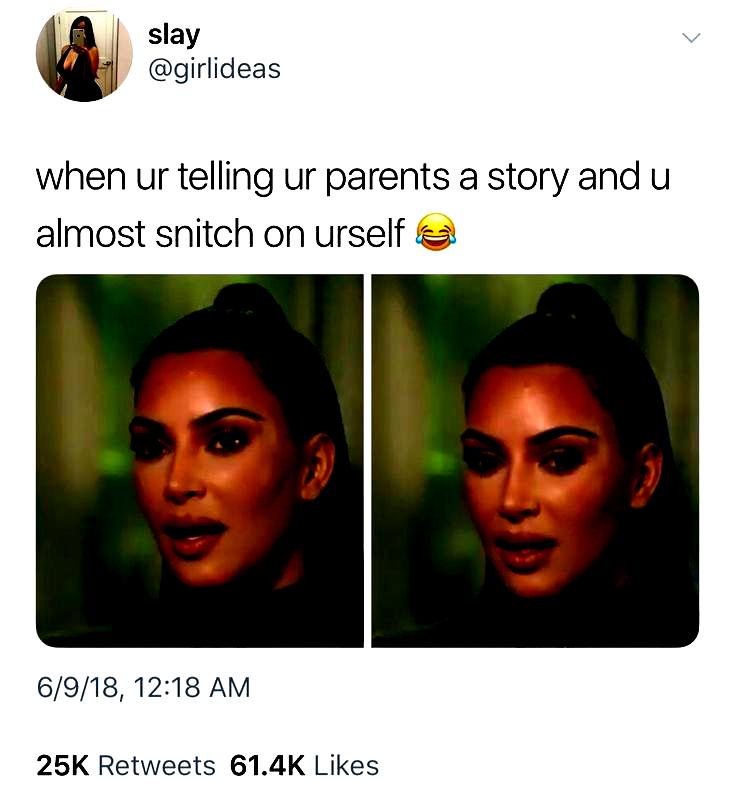 slay
@girlideas
when ur telling ur parents a story and u
almost snitch on urself 😂
6/9/18, 12:18 AM
25K Retweets 61.4K Likes